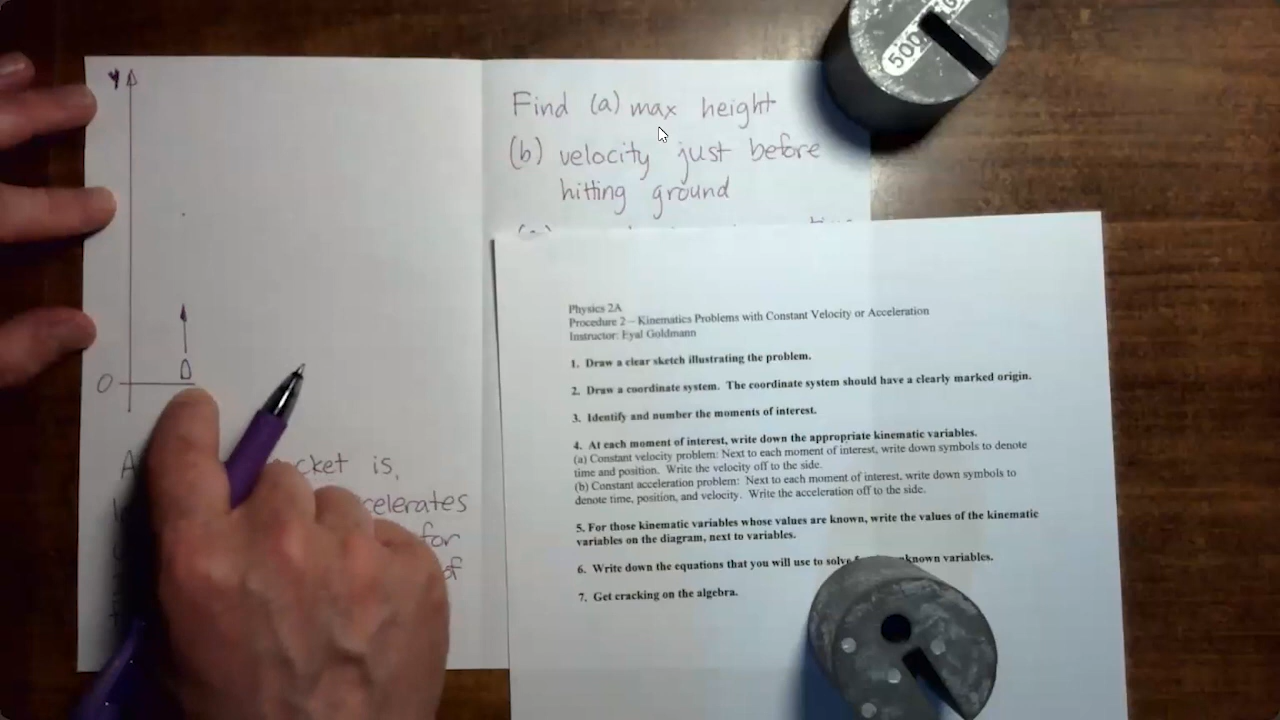 Y
O
A cket is,
celerates
for
of
Find (a) max height
(b) velocity just before
hitting ground
500
Physics 2A
Procedure 2 – Kinematics Problems with Constant Velocity or Acceleration
Instructor: Eyal Goldmann
1. Draw a clear sketch illustrating the problem.
2. Draw a coordinate system. The coordinate system should have a clearly marked origin.
3. Identify and number the moments of interest.
4. At each moment of interest, write down the appropriate kinematic variables.
(a) Constant velocity problem: Next to each moment of interest, write down symbols to denote
time and position. Write the velocity off to the side.
(b) Constant acceleration problem: Next to each moment of interest, write down symbols to
denote time, position, and velocity. Write the acceleration off to the side.
5. For those kinematic variables whose values are known, write the values of the kinematic
variables on the diagram, next to variables.
6. Write down the equations that you will use to solve known variables.
7. Get cracking on the algebra.